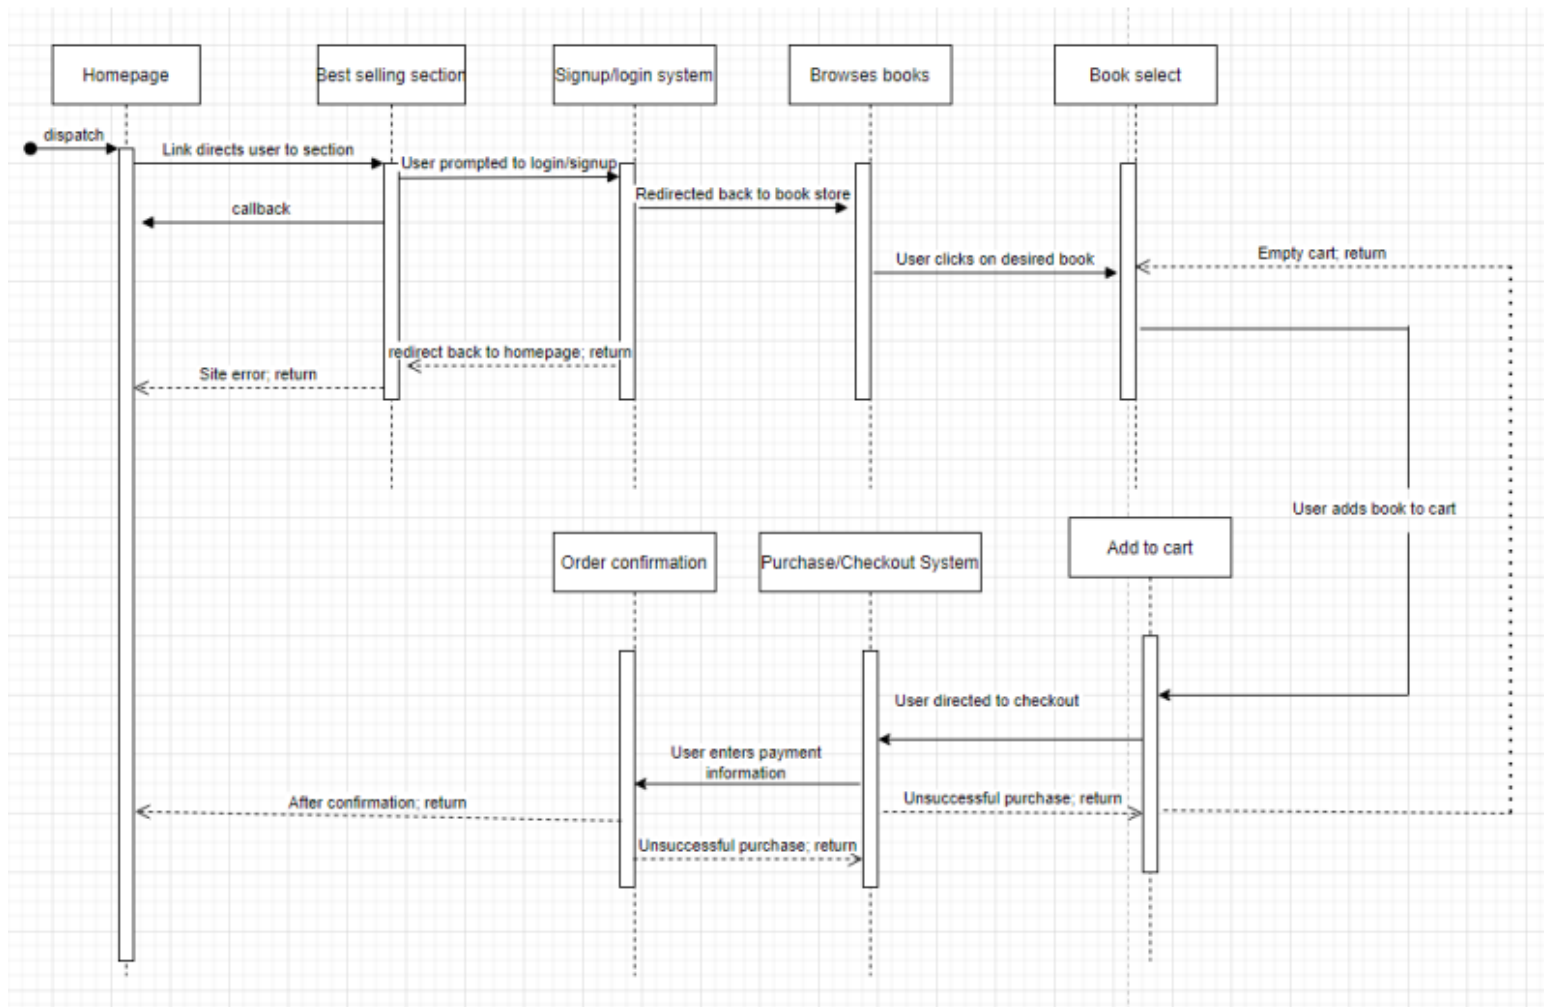 Homepage
Best selling section
Signup/login system
Browses books
Book select
dispatch
Link directs user to section
User prompted to login/signup
Redirected back to book store
callback
User clicks on desired book
Empty cart; return
redirect back to homepage; return
Site error; return
User adds book to cart
Order confirmation
Purchase/Checkout System
Add to cart
User directed to checkout
User enters payment
information
After confirmation; return
Unsuccessful purchase; return
Unsuccessful purchase; return